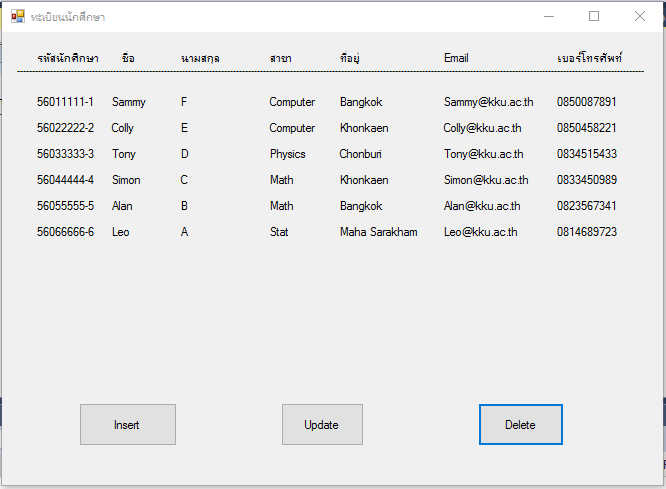 ทะเบียนนักศึกษา
รหัสนักศึกษา ชื่อ นามสกุล สาขา ที่อยู่ Email เบอร์โทรศัพท์
56011111-1 Sammy F Computer Bangkok Sammy@kku.ac.th 0850087891
56022222-2 Colly E Computer Khonkaen Colly@kku.ac.th 0850458221
56033333-3 Tony D Physics Chonburi Tony@kku.ac.th 0834515433
56044444-4 Simon C Math Khonkaen Simon@kku.ac.th 0833450989
56055555-5 Alan B Math Bangkok Alan@kku.ac.th 0823567341
56066666-6 Leo A Stat Maha Sarakham Leo@kku.ac.th 0814689723
Insert Update Delete